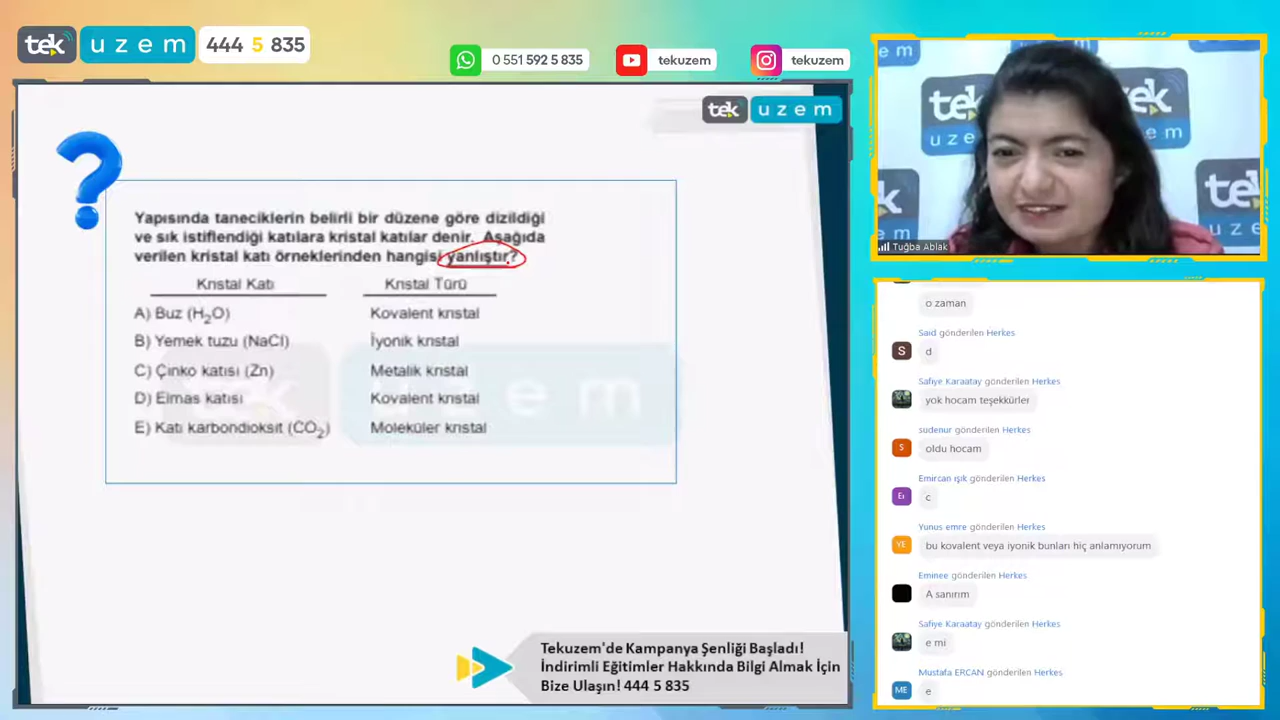 tek uzem 444 5 835
0 551 592 5 835
tekuzem
tekuzem
tek uzem
Yapısında taneciklerin belirli bir düzene göre dizildiği
ve sık istiflendiği katılara kristal katılar denir. Aşağıda
verilen kristal katı örneklerinden hangisi yanlıştır?
Kristal Katı Kristal Türü
A) Buz (H₂O) Kovalent kristal
B) Yemek tuzu (NaCl) İyonik kristal
C) Çinko katısı (Zn) Metalik kristal
D) Elmas katısı Kovalent kristal
E) Katı karbondioksit (CO₂) Moleküler kristal
tek uzem
Tekuzem'de Kampanya Şenliği Başladı!
İndirimli Eğitimler Hakkında Bilgi Almak İçin
Bize Ulaşın! 444 5 835
Tuğba Ablak
o zaman
Said gönderilen Herkes
S
d
Safiye Karaatay gönderilen Herkes
yok hocam teşekkürler
sudenur gönderilen Herkes
S
oldu hocam
Emircan ışık gönderilen Herkes
Eı
c
Yunus emre gönderilen Herkes
YE
bu kovalent veya iyonik bunları hiç anlamıyorum
Eminee gönderilen Herkes
A sanırım
Safiye Karaatay gönderilen Herkes
e mi
Mustafa ERCAN gönderilen Herkes
ME
e